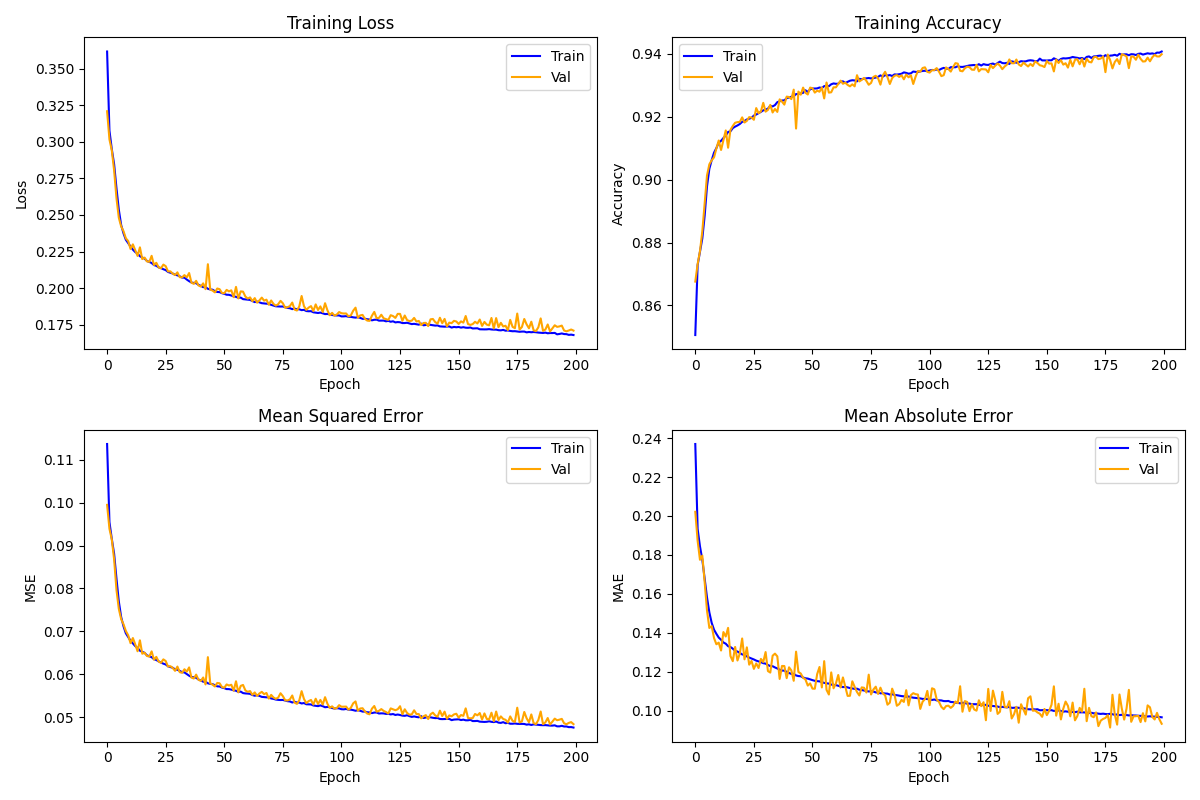 Training Loss
Train
Val
0.350
0.325
0.300
0.275
0.250
0.225
0.200
0.175
Loss
0 25 50 75 100 125 150 175 200
Epoch
Training Accuracy
Train
Val
0.94
0.92
0.90
0.88
0.86
Accuracy
0 25 50 75 100 125 150 175 200
Epoch
Mean Squared Error
Train
Val
0.11
0.10
0.09
0.08
0.07
0.06
0.05
MSE
0 25 50 75 100 125 150 175 200
Epoch
Mean Absolute Error
Train
Val
0.24
0.22
0.20
0.18
0.16
0.14
0.12
0.10
MAE
0 25 50 75 100 125 150 175 200
Epoch